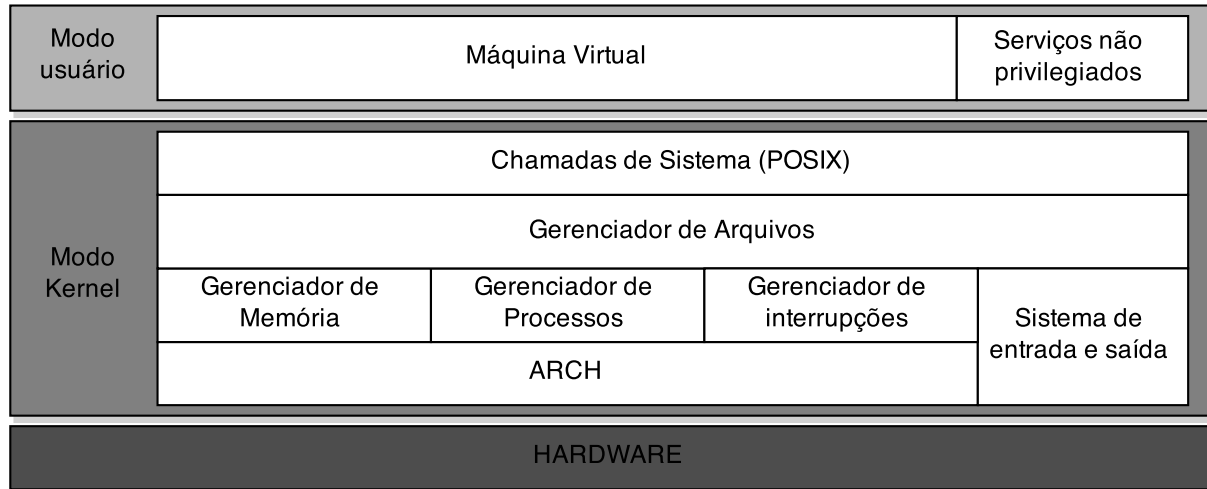 Modo
usuário
Máquina Virtual
Serviços não
privilegiados
Chamadas de Sistema (POSIX)
Gerenciador de Arquivos
Modo
Kernel
Gerenciador de
Memória
Gerenciador de
Processos
Gerenciador de
interrupções
Sistema de
entrada e saída
ARCH
HARDWARE